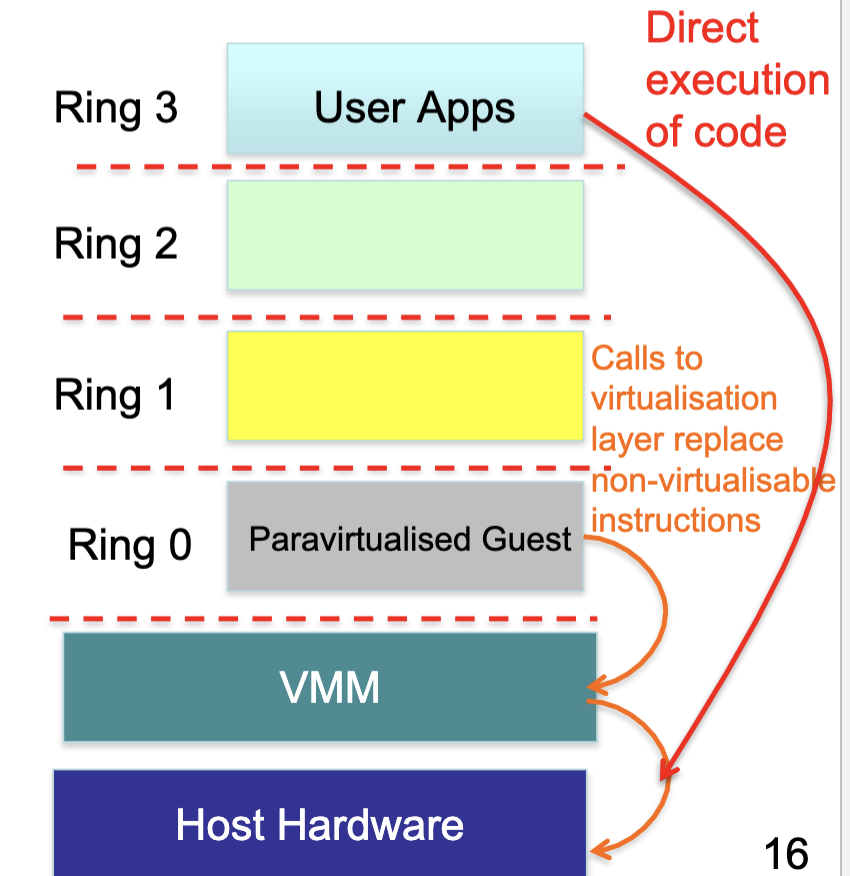 Direct
execution
of code
Ring 3
User Apps
Ring 2
Ring 1
Calls to
virtualisation
layer replace
non-virtualisable
instructions
Ring 0
Paravirtualised Guest
VMM
Host Hardware
16